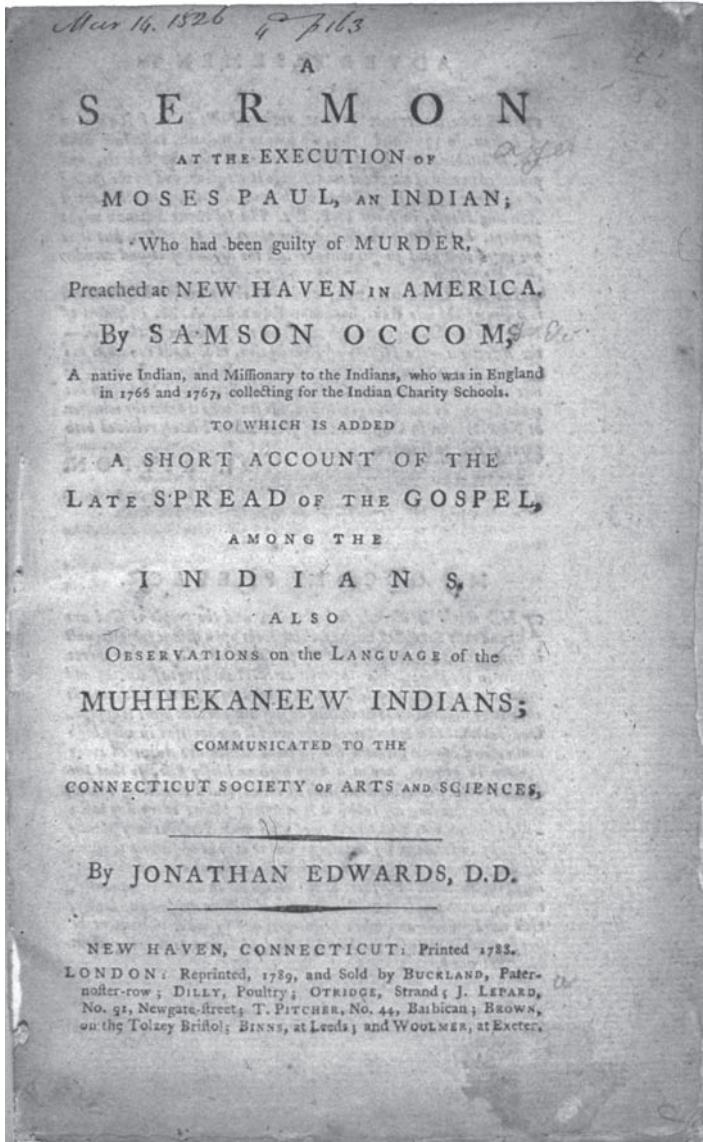 Mar 14. 1826 4º p163
A
SERMON
AT THE EXECUTION OF
MOSES PAUL, AN INDIAN;
Who had been guilty of MURDER,
Preached at NEW HAVEN IN AMERICA.
By SAMSON OCCOM,
A native Indian, and Miſſionary to the Indians, who was in England
in 1766 and 1767, collecting for the Indian Charity Schools.
TO WHICH IS ADDED
A SHORT ACCOUNT OF THE
LATE SPREAD OF THE GOSPEL,
AMONG THE
INDIANS.
ALSO
OBSERVATIONS on the LANGUAGE of the
MUHHEKANEEW INDIANS;
COMMUNICATED TO THE
CONNECTICUT SOCIETY OF ARTS AND SCIENCES,
By JONATHAN EDWARDS, D.D.
NEW HAVEN, CONNECTICUT: Printed 1788.
LONDON: Reprinted, 1789, and Sold by BUCKLAND, Pater-
noſter-row; DILLY, Poultry; OTRIDGE, Strand; J. LEPARD,
No. 91, Newgate-ſtreet; T. PITCHER, No. 44, Barbican; BROWN,
on the Tolzey Briſtol; BINNS, at Leeds; and WOOLMER, at Exeter.